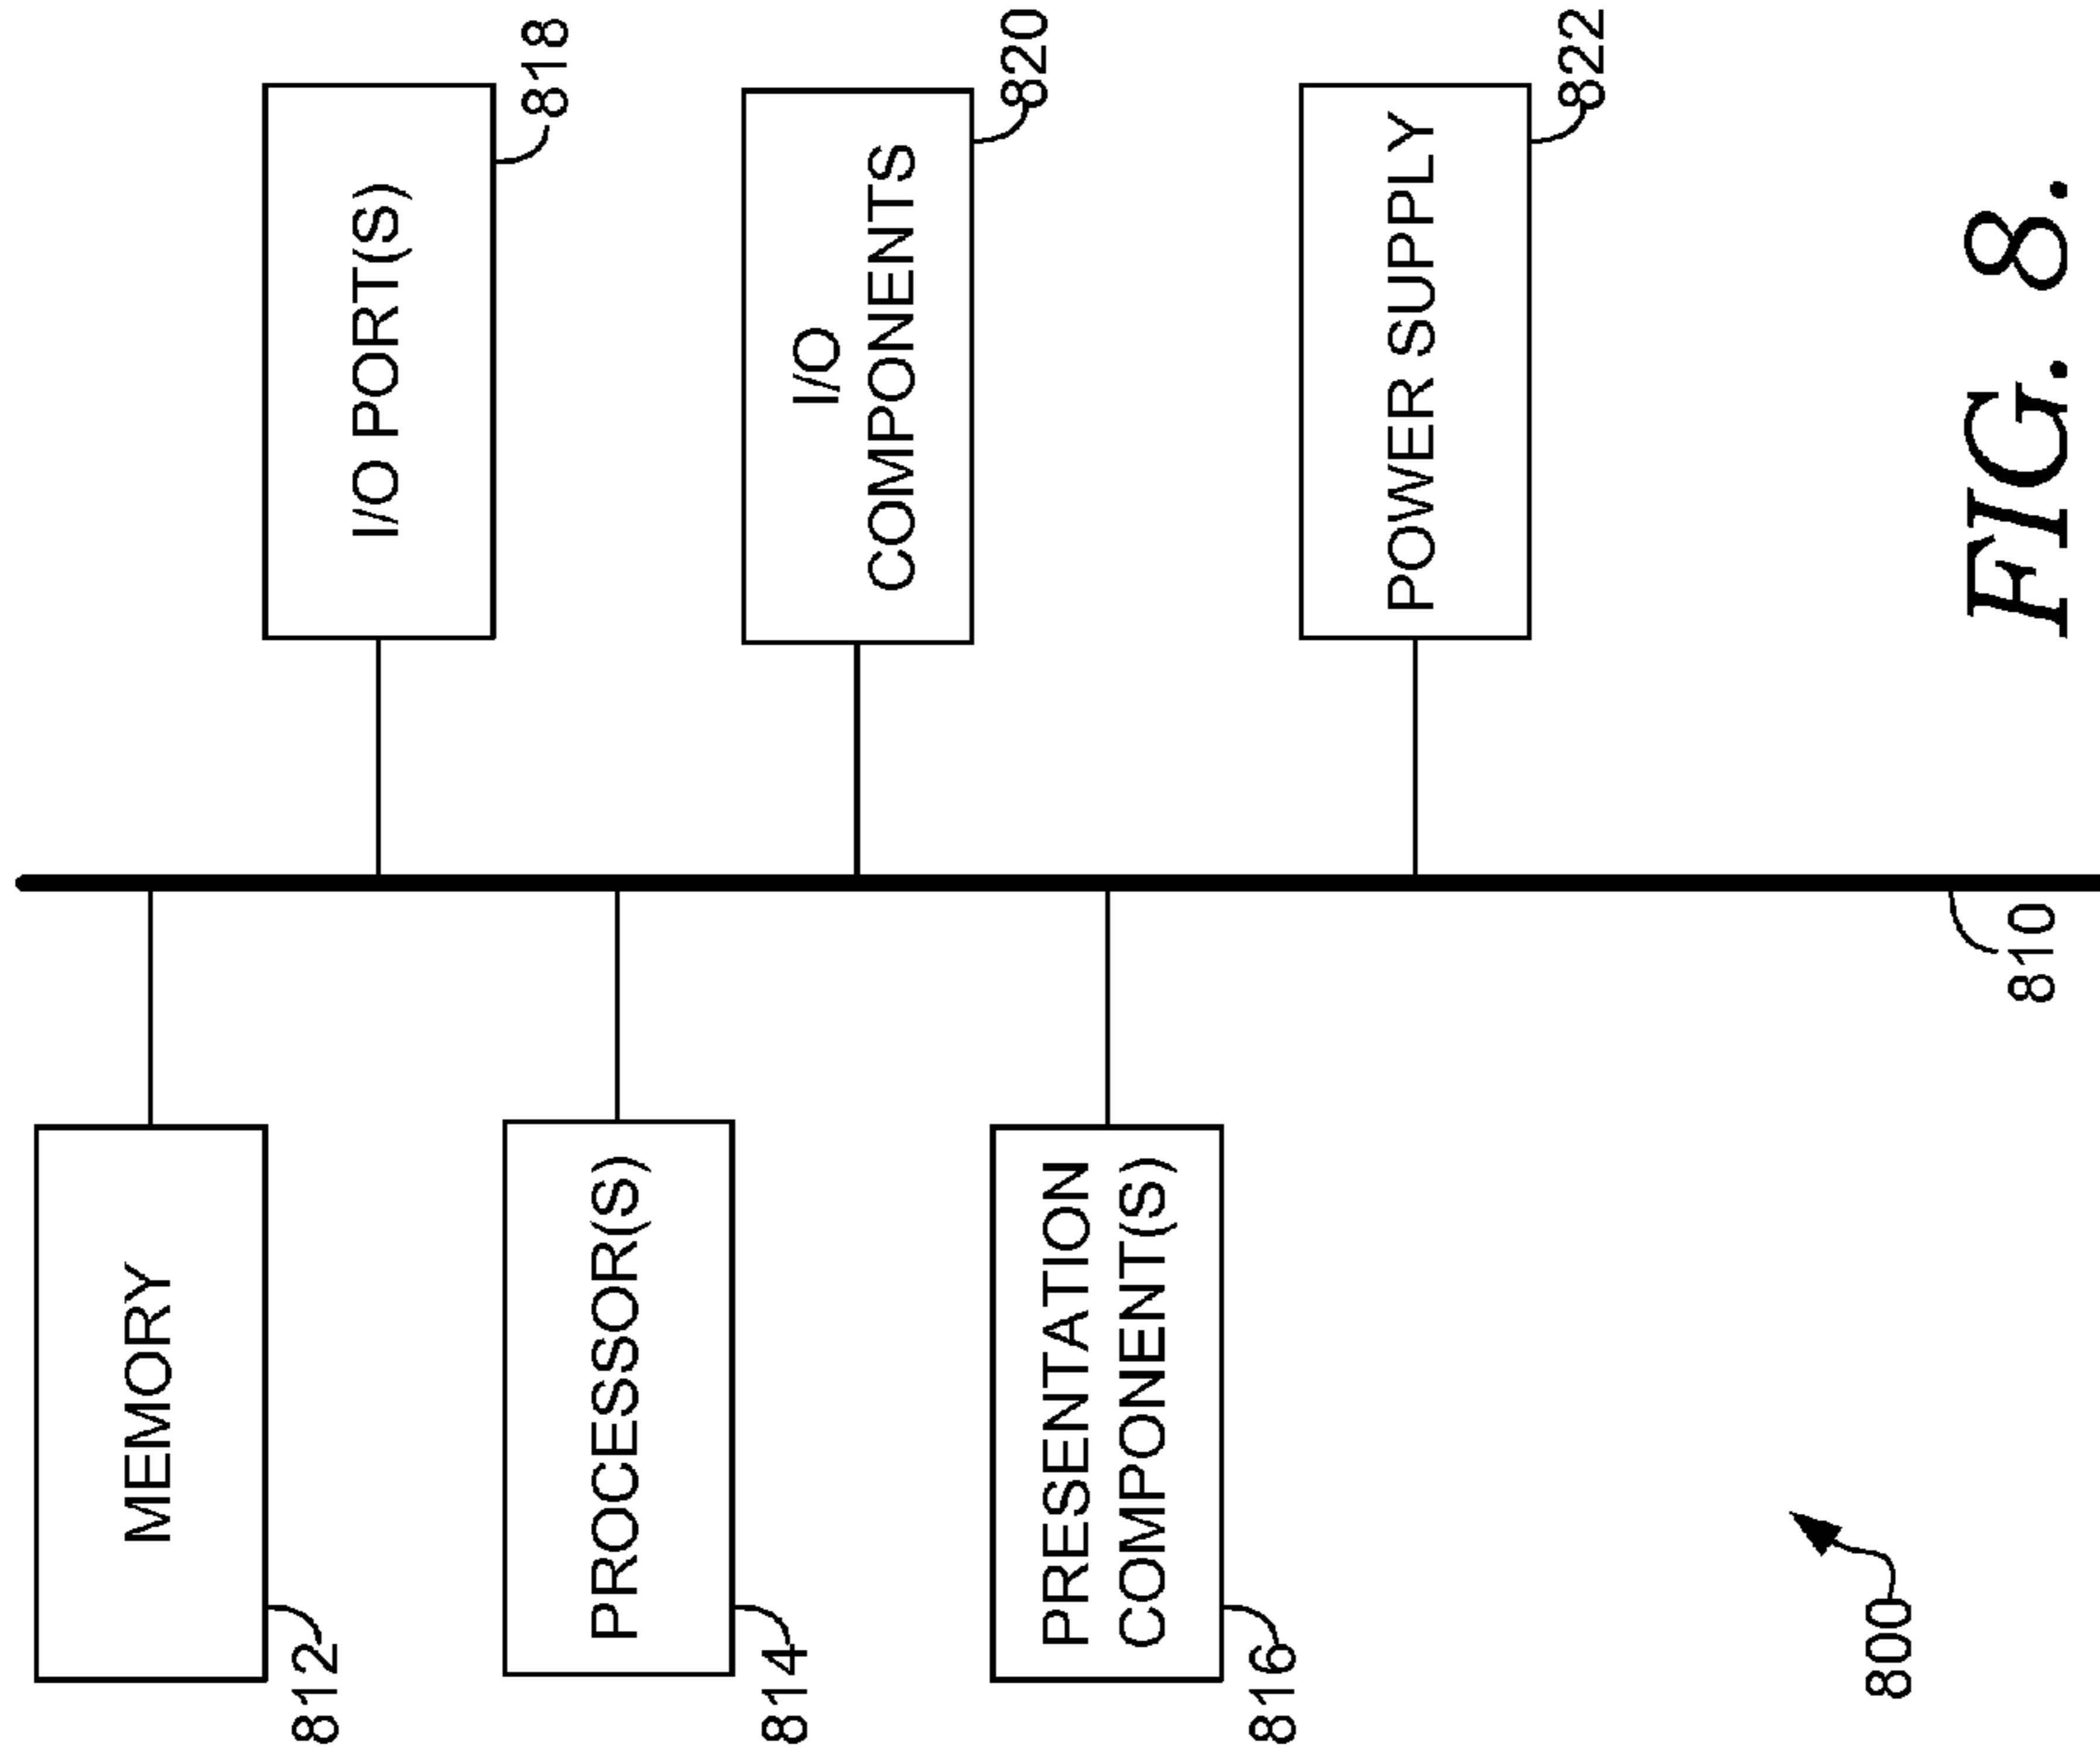 MEMORY
812
PROCESSOR(S)
814
PRESENTATION
COMPONENT(S)
816
I/O PORT(S)
818
I/O
COMPONENTS
820
POWER SUPPLY
822
810
800
FIG. 8.